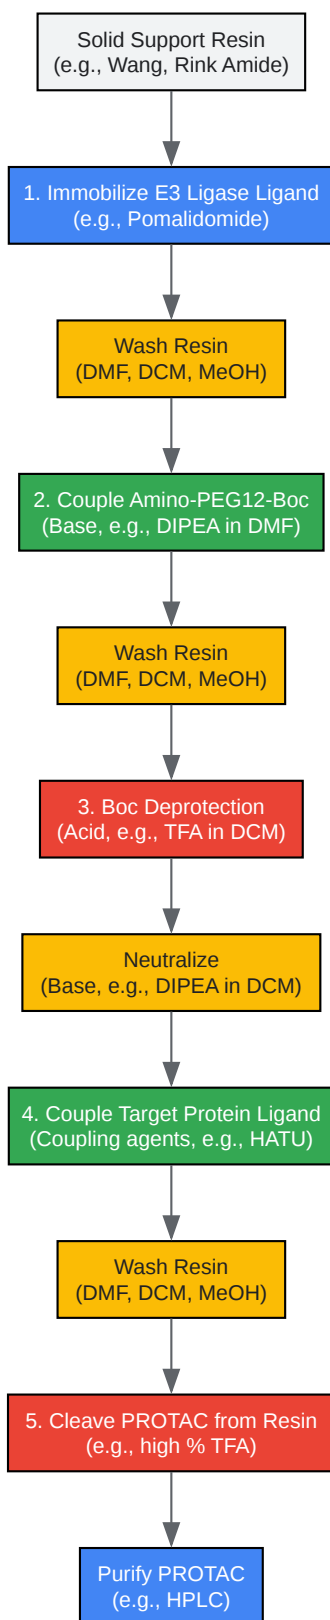 Solid Support Resin
(e.g., Wang, Rink Amide)
1. Immobilize E3 Ligase Ligand
(e.g., Pomalidomide)
Wash Resin
(DMF, DCM, MeOH)
2. Couple Amino-PEG12-Boc
(Base, e.g., DIPEA in DMF)
Wash Resin
(DMF, DCM, MeOH)
3. Boc Deprotection
(Acid, e.g., TFA in DCM)
Neutralize
(Base, e.g., DIPEA in DCM)
4. Couple Target Protein Ligand
(Coupling agents, e.g., HATU)
Wash Resin
(DMF, DCM, MeOH)
5. Cleave PROTAC from Resin
(e.g., high % TFA)
Purify PROTAC
(e.g., HPLC)